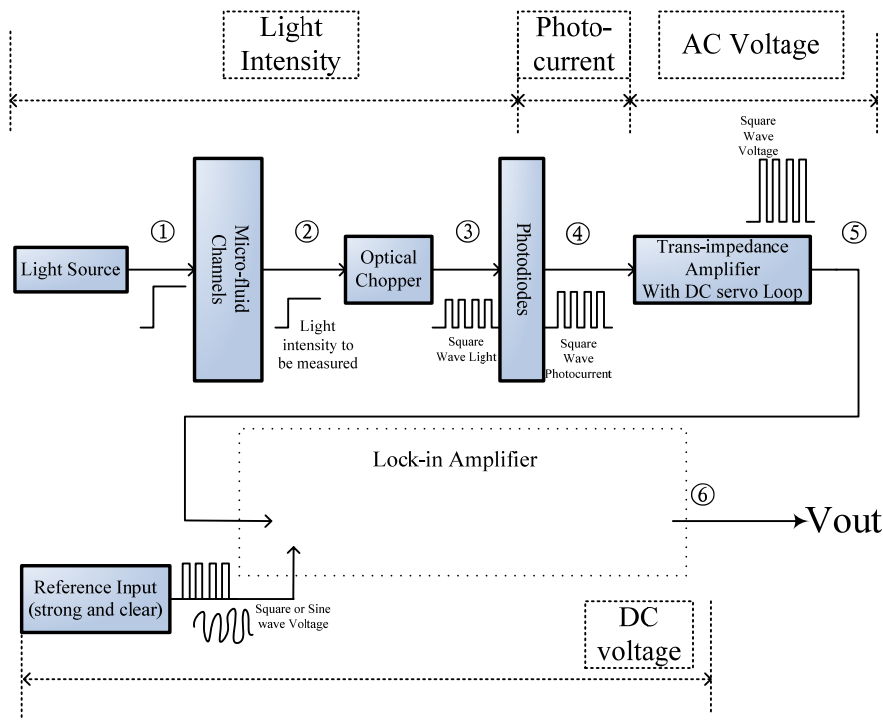 Light
Intensity
Photo-
current
AC Voltage
Square
Wave
Voltage
①
②
③
④
⑤
Light Source
Micro-fluid
Channels
Optical
Chopper
Photodiodes
Trans-impedance
Amplifier
With DC servo Loop
Light
intensity to
be measured
Square
Wave Light
Square
Wave
Photocurrent
Lock-in Amplifier
⑥
Vout
Reference Input
(strong and clear)
Square or Sine
wave Voltage
DC
voltage